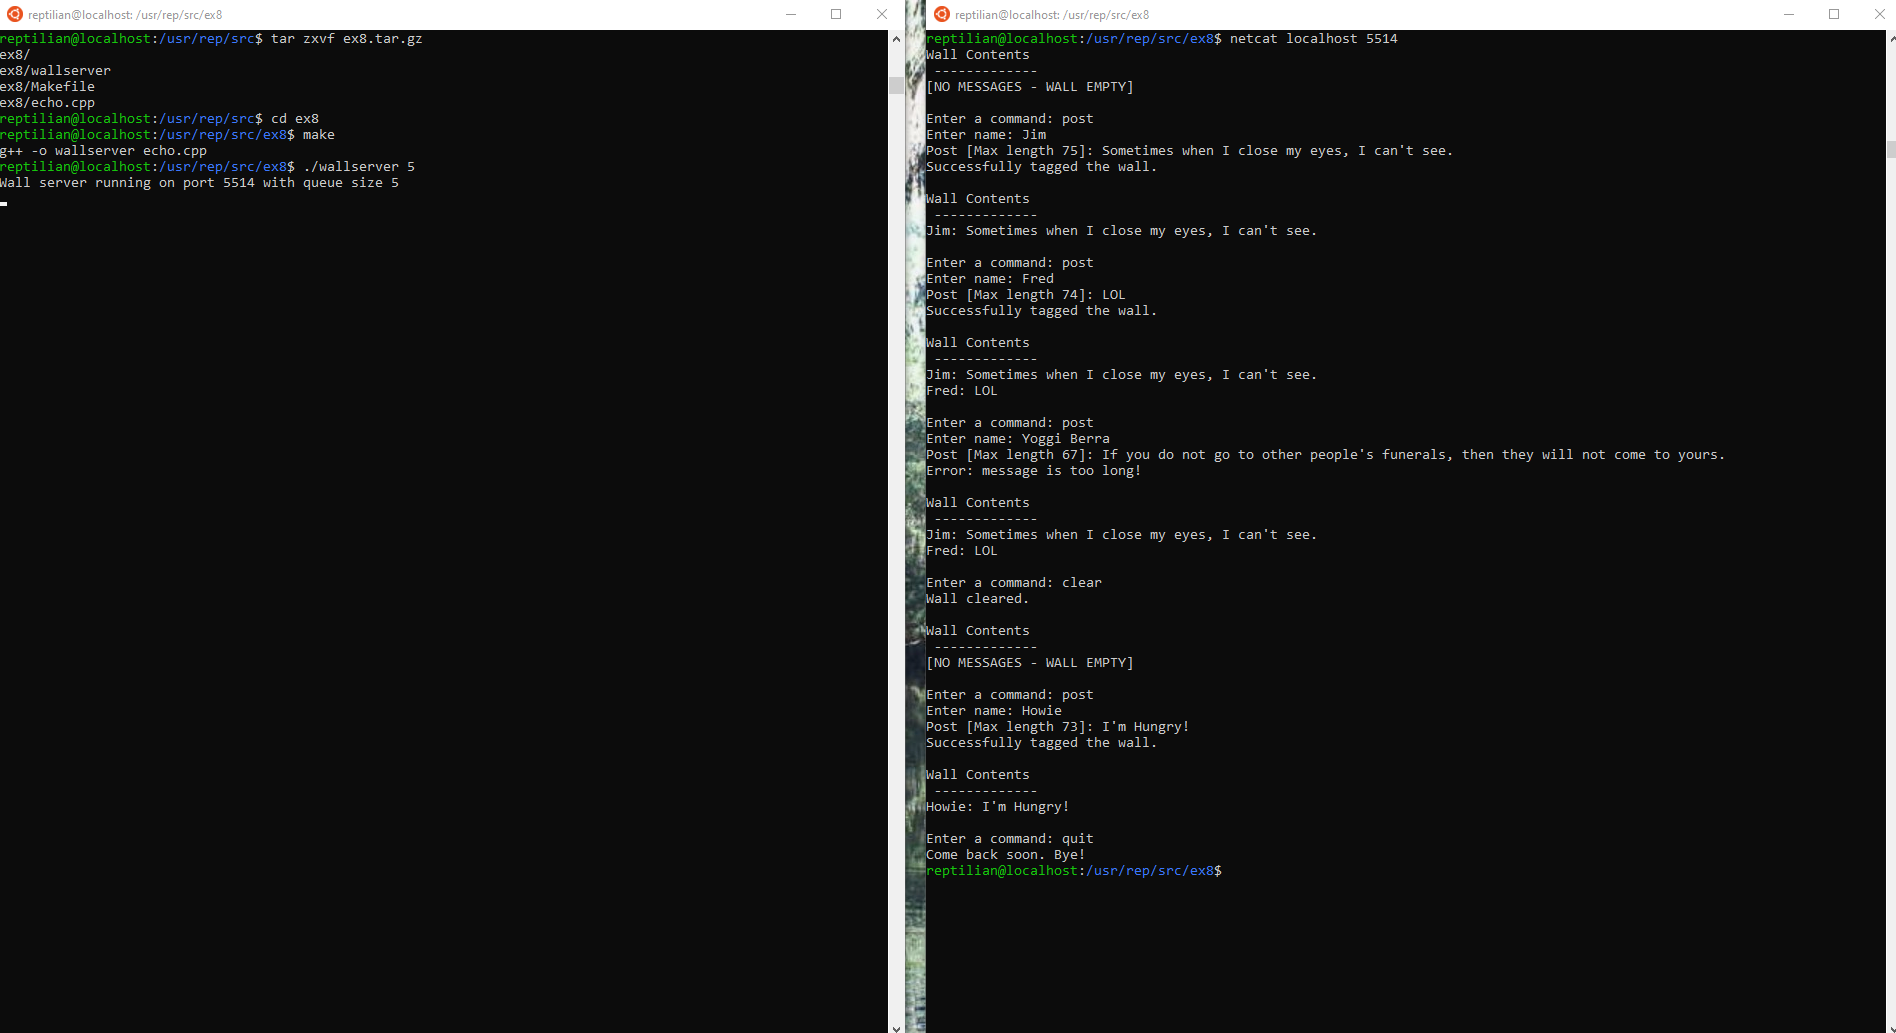 reptilian@localhost: /usr/rep/src/ex8
reptilian@localhost:/usr/rep/src$ tar zxvf ex8.tar.gz
ex8/
ex8/wallserver
ex8/Makefile
ex8/echo.cpp
reptilian@localhost:/usr/rep/src$ cd ex8
reptilian@localhost:/usr/rep/src/ex8$ make
g++ -o wallserver echo.cpp
reptilian@localhost:/usr/rep/src/ex8$ ./wallserver 5
Wall server running on port 5514 with queue size 5
reptilian@localhost: /usr/rep/src/ex8
reptilian@localhost:/usr/rep/src/ex8$ netcat localhost 5514
Wall Contents
-------------
[NO MESSAGES - WALL EMPTY]
Enter a command: post
Enter name: Jim
Post [Max length 75]: Sometimes when I close my eyes, I can't see.
Successfully tagged the wall.
Wall Contents
-------------
Jim: Sometimes when I close my eyes, I can't see.
Enter a command: post
Enter name: Fred
Post [Max length 74]: LOL
Successfully tagged the wall.
Wall Contents
-------------
Jim: Sometimes when I close my eyes, I can't see.
Fred: LOL
Enter a command: post
Enter name: Yoggi Berra
Post [Max length 67]: If you do not go to other people's funerals, then they will not come to yours.
Error: message is too long!
Wall Contents
-------------
Jim: Sometimes when I close my eyes, I can't see.
Fred: LOL
Enter a command: clear
Wall cleared.
Wall Contents
-------------
[NO MESSAGES - WALL EMPTY]
Enter a command: post
Enter name: Howie
Post [Max length 73]: I'm Hungry!
Successfully tagged the wall.
Wall Contents
-------------
Howie: I'm Hungry!
Enter a command: quit
Come back soon. Bye!
reptilian@localhost:/usr/rep/src/ex8$